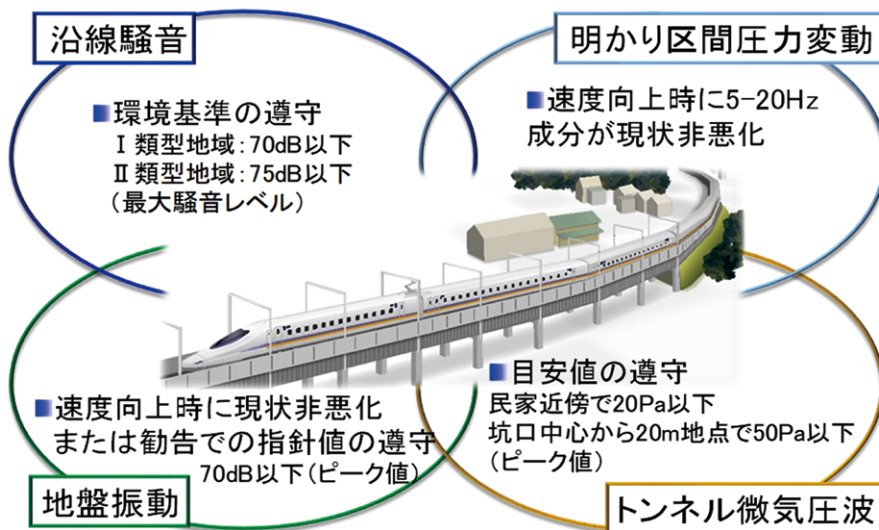 沿線騒音
■環境基準の遵守
Ⅰ類型地域:70dB以下
Ⅱ類型地域:75dB以下
(最大騒音レベル)
明かり区間圧力変動
■速度向上時に5-20Hz
成分が現状非悪化
■速度向上時に現状非悪化
または勧告での指針値の遵守
70dB以下(ピーク値)
地盤振動
■目安値の遵守
民家近傍で20Pa以下
坑口中心から20m地点で50Pa以下
(ピーク値)
トンネル微気圧波